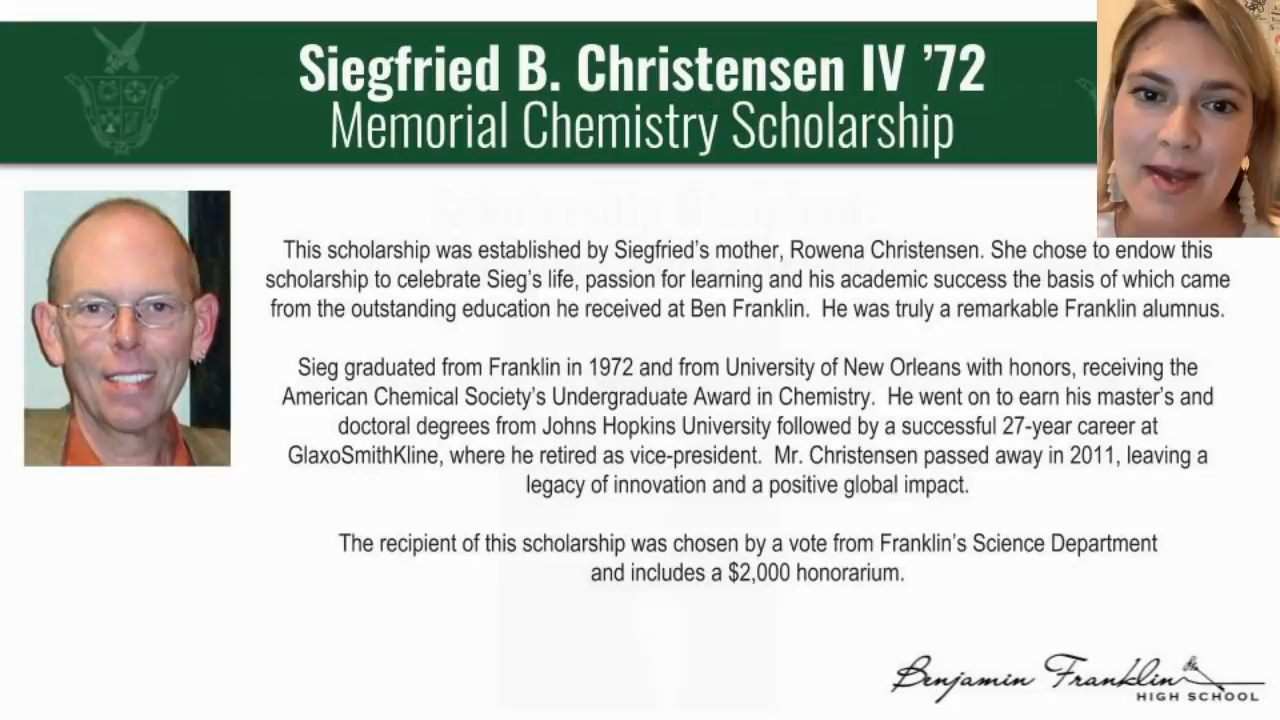 Siegfried B. Christensen IV ’72
Memorial Chemistry Scholarship
This scholarship was established by Siegfried’s mother, Rowena Christensen. She chose to endow this
scholarship to celebrate Sieg’s life, passion for learning and his academic success the basis of which came
from the outstanding education he received at Ben Franklin. He was truly a remarkable Franklin alumnus.
Sieg graduated from Franklin in 1972 and from University of New Orleans with honors, receiving the
American Chemical Society’s Undergraduate Award in Chemistry. He went on to earn his master’s and
doctoral degrees from Johns Hopkins University followed by a successful 27-year career at
GlaxoSmithKline, where he retired as vice-president. Mr. Christensen passed away in 2011, leaving a
legacy of innovation and a positive global impact.
The recipient of this scholarship was chosen by a vote from Franklin’s Science Department
and includes a $2,000 honorarium.
Benjamin Franklin
HIGH SCHOOL